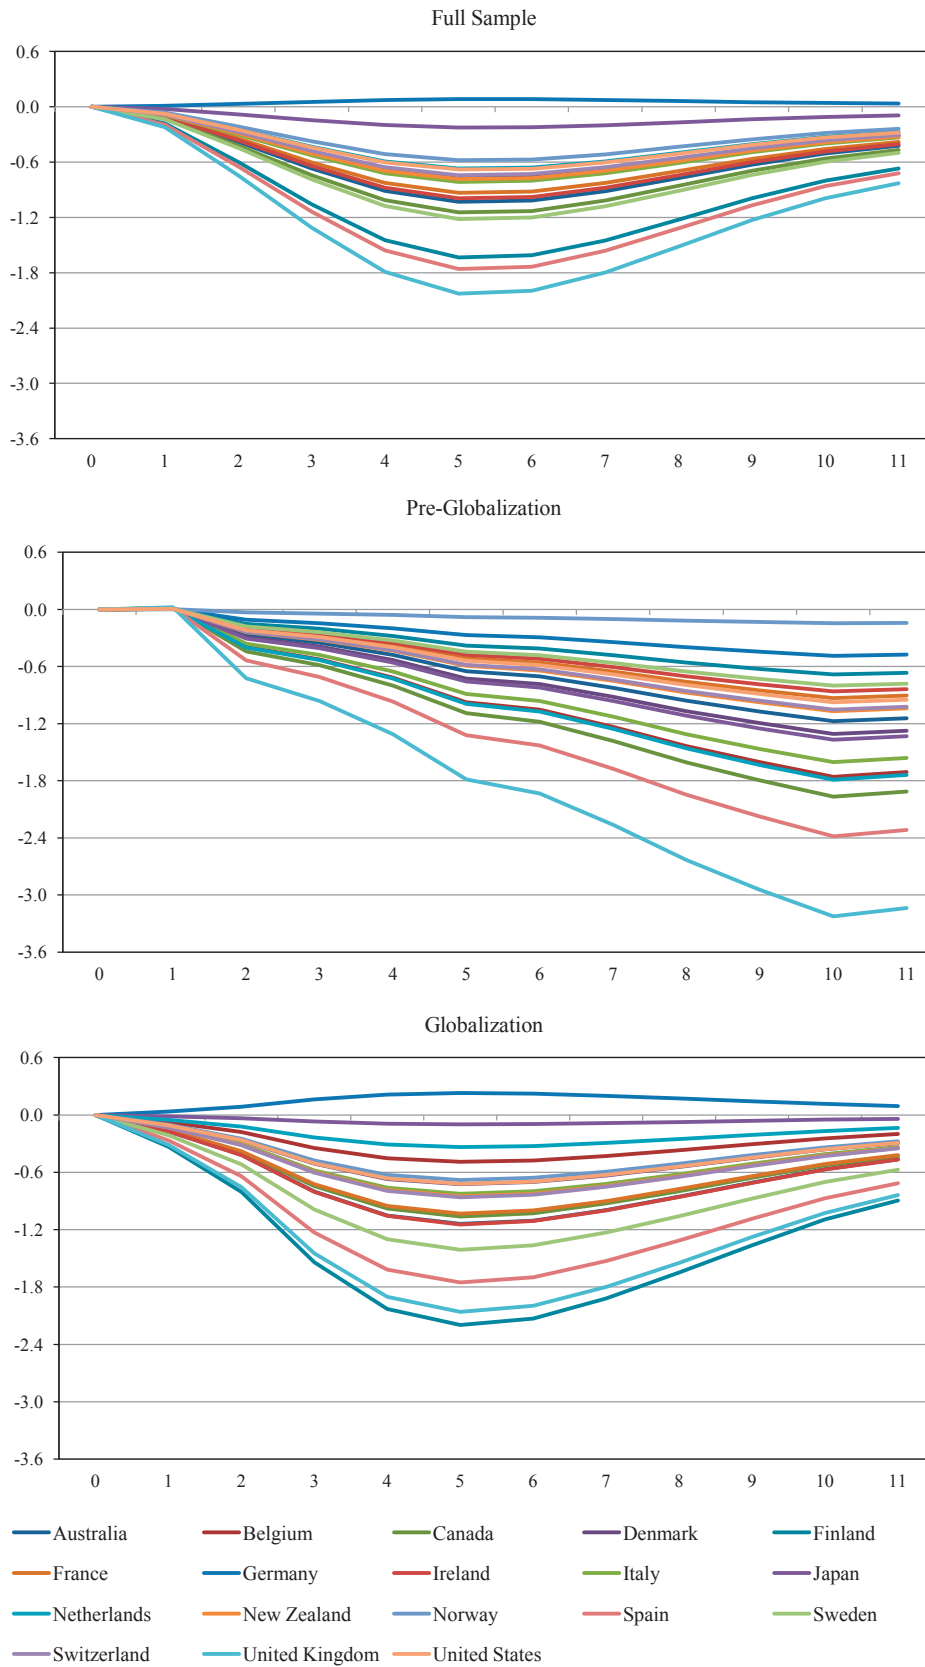 Full Sample
0.6
0.0
-0.6
-1.2
-1.8
-2.4
-3.0
-3.6
0 1 2 3 4 5 6 7 8 9 10 11
Pre-Globalization
0.6
0.0
-0.6
-1.2
-1.8
-2.4
-3.0
-3.6
0 1 2 3 4 5 6 7 8 9 10 11
Globalization
0.6
0.0
-0.6
-1.2
-1.8
-2.4
-3.0
-3.6
0 1 2 3 4 5 6 7 8 9 10 11
Australia Belgium Canada Denmark Finland
France Germany Ireland Italy Japan
Netherlands New Zealand Norway Spain Sweden
Switzerland United Kingdom United States